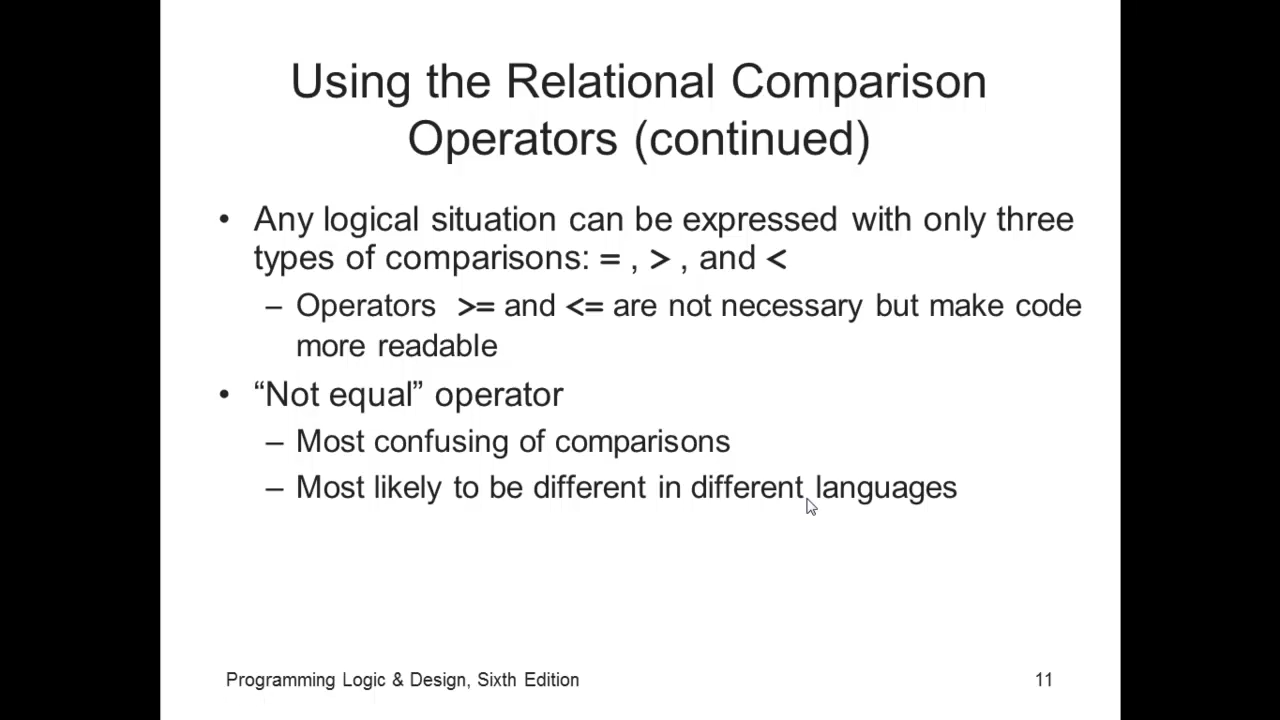 Using the Relational Comparison
Operators (continued)
• Any logical situation can be expressed with only three
types of comparisons: = , > , and <
– Operators >= and <= are not necessary but make code
more readable
• “Not equal” operator
– Most confusing of comparisons
– Most likely to be different in different languages
Programming Logic & Design, Sixth Edition 11